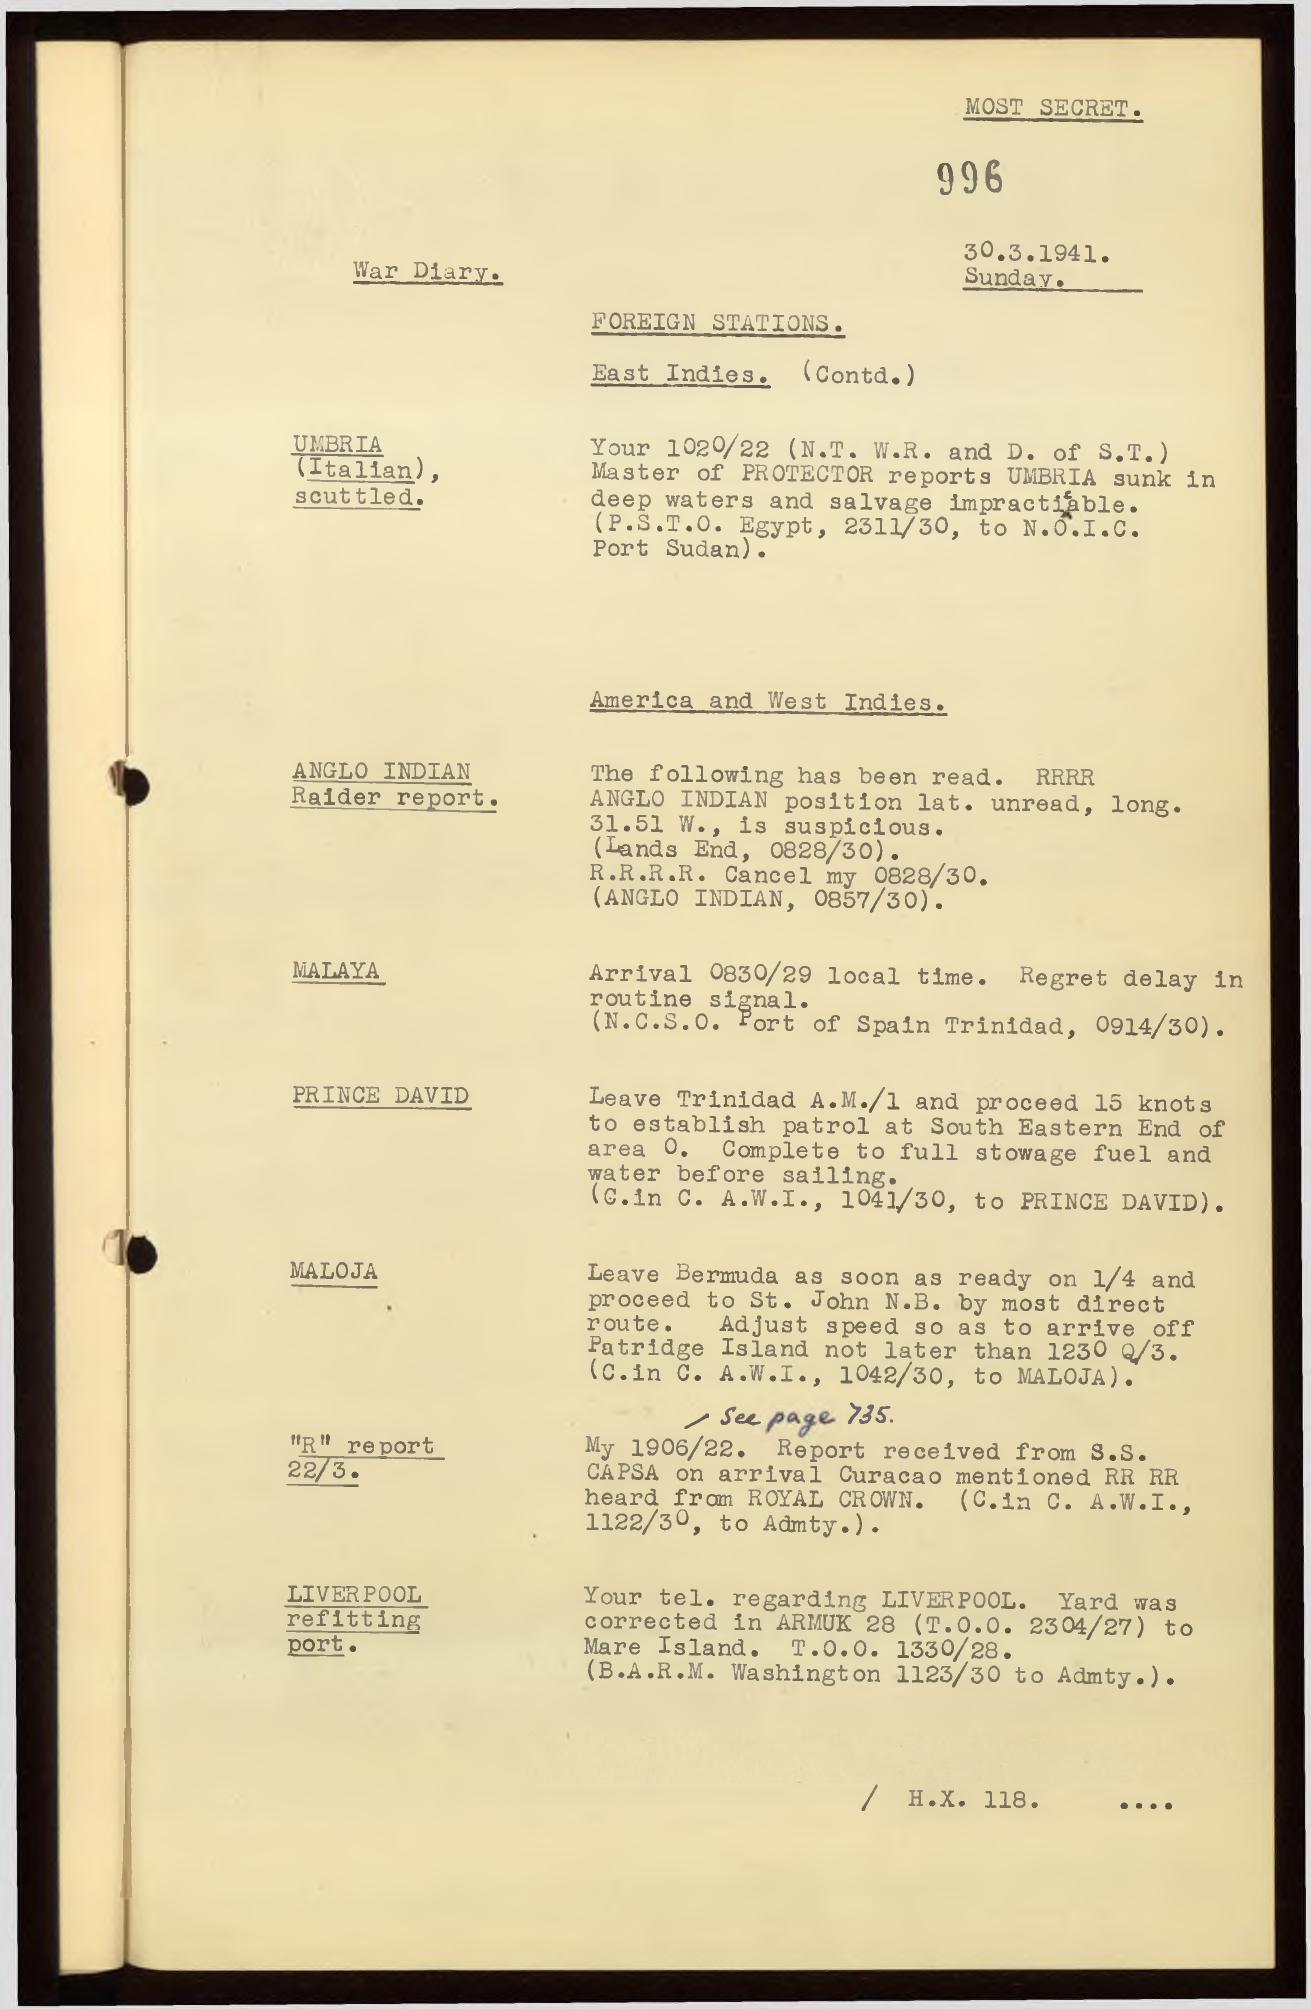 MOST SECRET.
996
30.3.1941.
War Diary.
Sunday.
FOREIGN STATIONS.
East Indies. (Contd.)
UMBRIA
(Italian),
scuttled.
Your 1020/22 (N.T. W.R. and D. of S.T.)
Master of PROTECTOR reports UMBRIA sunk in
deep waters and salvage impracticable.
(P.S.T.O. Egypt, 2311/30, to N.O.I.C.
Port Sudan).
America and West Indies.
ANGLO INDIAN
Raider report.
The following has been read. RRRR
ANGLO INDIAN position lat. unread, long.
31.51 W., is suspicious.
(Lands End, 0828/30).
R.R.R.R. Cancel my 0828/30.
(ANGLO INDIAN, 0857/30).
MALAYA
Arrival 0830/29 local time. Regret delay in
routine signal.
(N.C.S.O. Port of Spain Trinidad, 0914/30).
PRINCE DAVID
Leave Trinidad A.M./1 and proceed 15 knots
to establish patrol at South Eastern End of
area O. Complete to full stowage fuel and
water before sailing.
(C.in C. A.W.I., 1041/30, to PRINCE DAVID).
MALOJA
Leave Bermuda as soon as ready on 1/4 and
proceed to St. John N.B. by most direct
route. Adjust speed so as to arrive off
Patridge Island not later than 1230 Q/3.
(C.in C. A.W.I., 1042/30, to MALOJA).
/ See page 735.
"R" report
22/3.
My 1906/22. Report received from S.S.
CAPSA on arrival Curacao mentioned RR RR
heard from ROYAL CROWN. (C.in C. A.W.I.,
1122/30, to Admty.).
LIVERPOOL
refitting
port.
Your tel. regarding LIVERPOOL. Yard was
corrected in ARMUK 28 (T.O.O. 2304/27) to
Mare Island. T.O.O. 1330/28.
(B.A.R.M. Washington 1123/30 to Admty.).
/ H.X. 118. ....